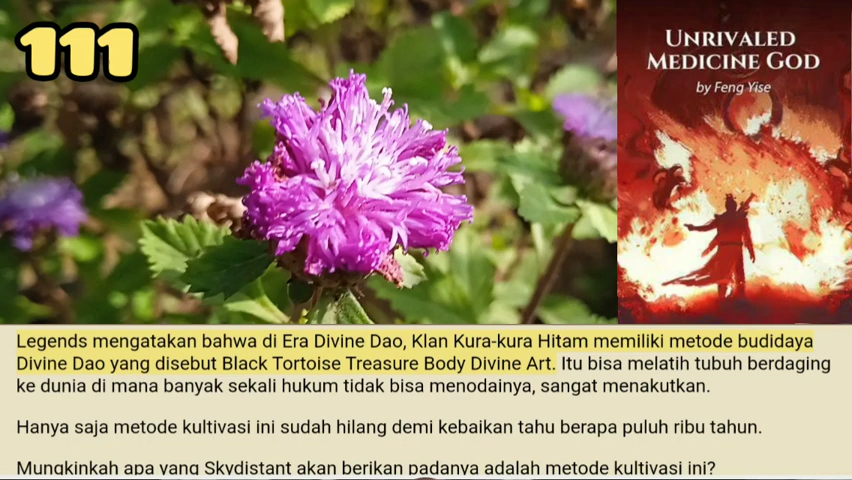 111
UNRIVALED
MEDICINE GOD
by Feng Yise
Legends mengatakan bahwa di Era Divine Dao, Klan Kura-kura Hitam memiliki metode budidaya
Divine Dao yang disebut Black Tortoise Treasure Body Divine Art. Itu bisa melatih tubuh berdaging
ke dunia di mana banyak sekali hukum tidak bisa menodainya, sangat menakutkan.
Hanya saja metode kultivasi ini sudah hilang demi kebaikan tahu berapa puluh ribu tahun.
Mungkinkah apa yang Skydistant akan berikan padanya adalah metode kultivasi ini?